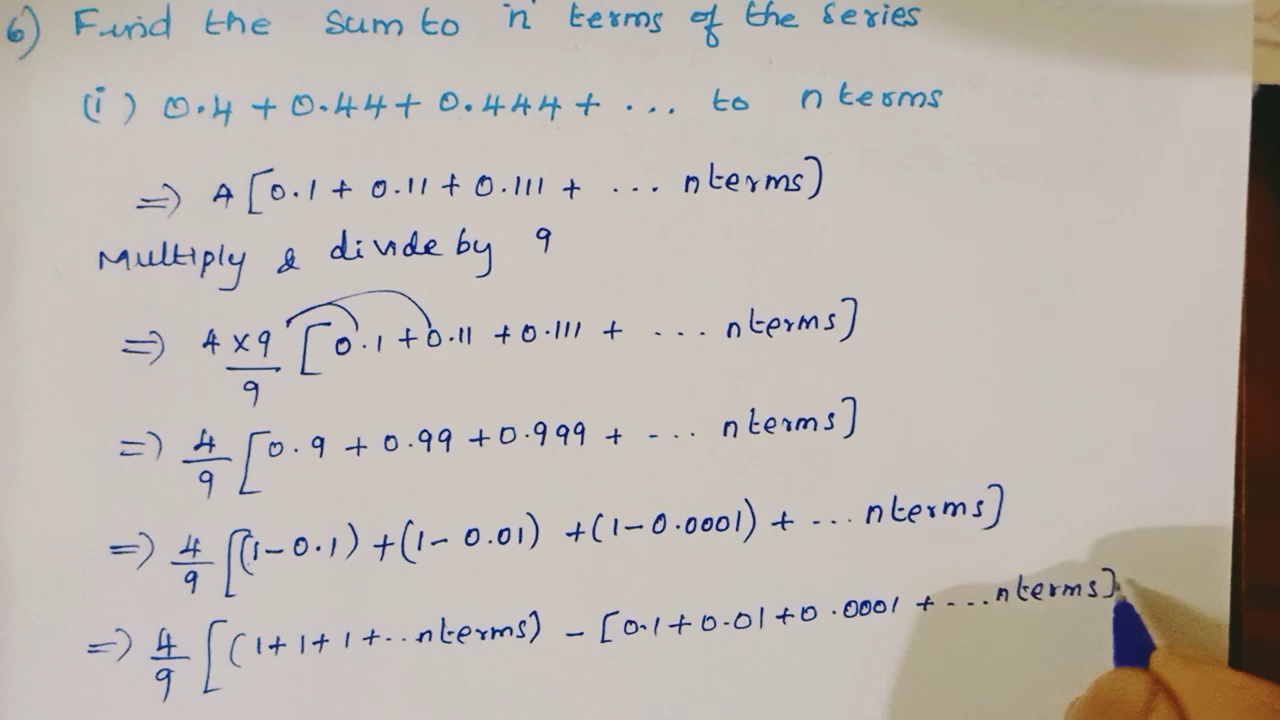 6) Find the sum to 'n' terms of the series
(i) 0.4 + 0.44 + 0.444 + ... to n terms
=> 4 [0.1 + 0.11 + 0.111 + ... n terms)
Multiply & divide by 9
=> 4 × 9/9 [0.1 + 0.11 + 0.111 + ... n terms]
=> 4/9 [0.9 + 0.99 + 0.999 + ... n terms]
=> 4/9 [(1-0.1) + (1-0.01) + (1-0.0001) + ... n terms]
=> 4/9 [(1+1+1+.. n terms) - [0.1+0.01+0.0001 + ... n terms]